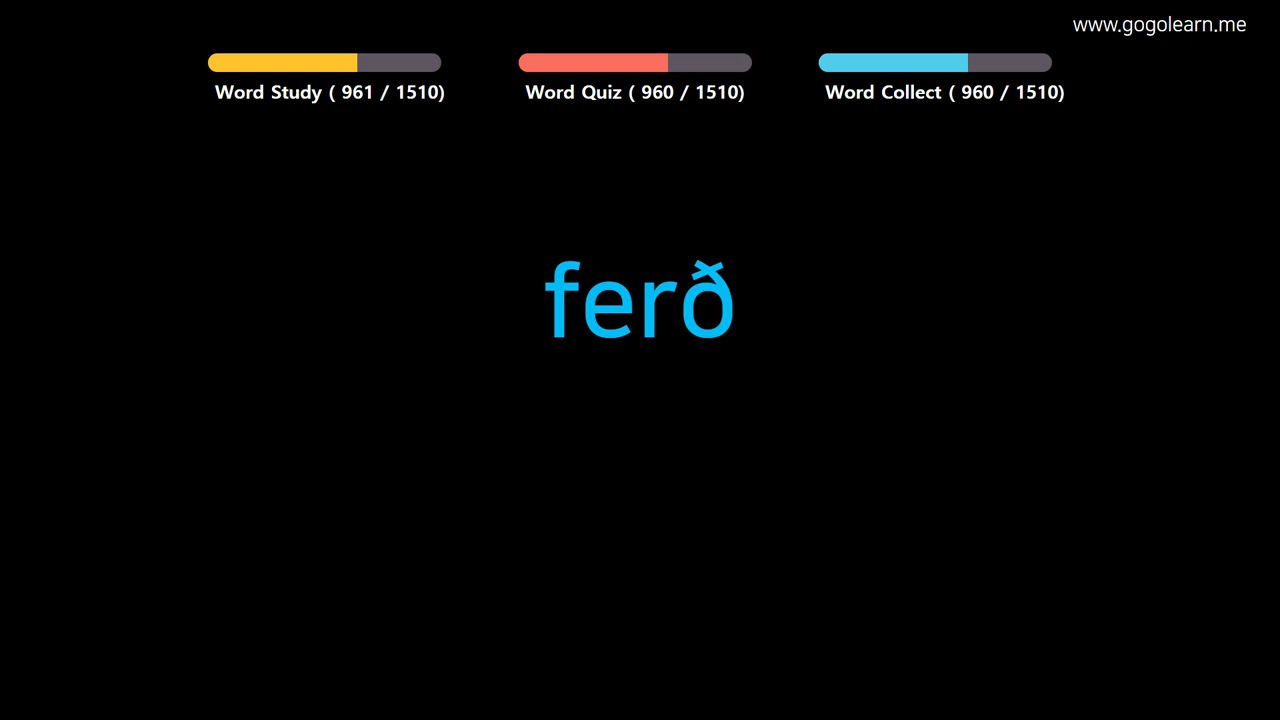 www.gogolearn.me
Word Study ( 961 / 1510)
Word Quiz ( 960 / 1510)
Word Collect ( 960 / 1510)
ferð